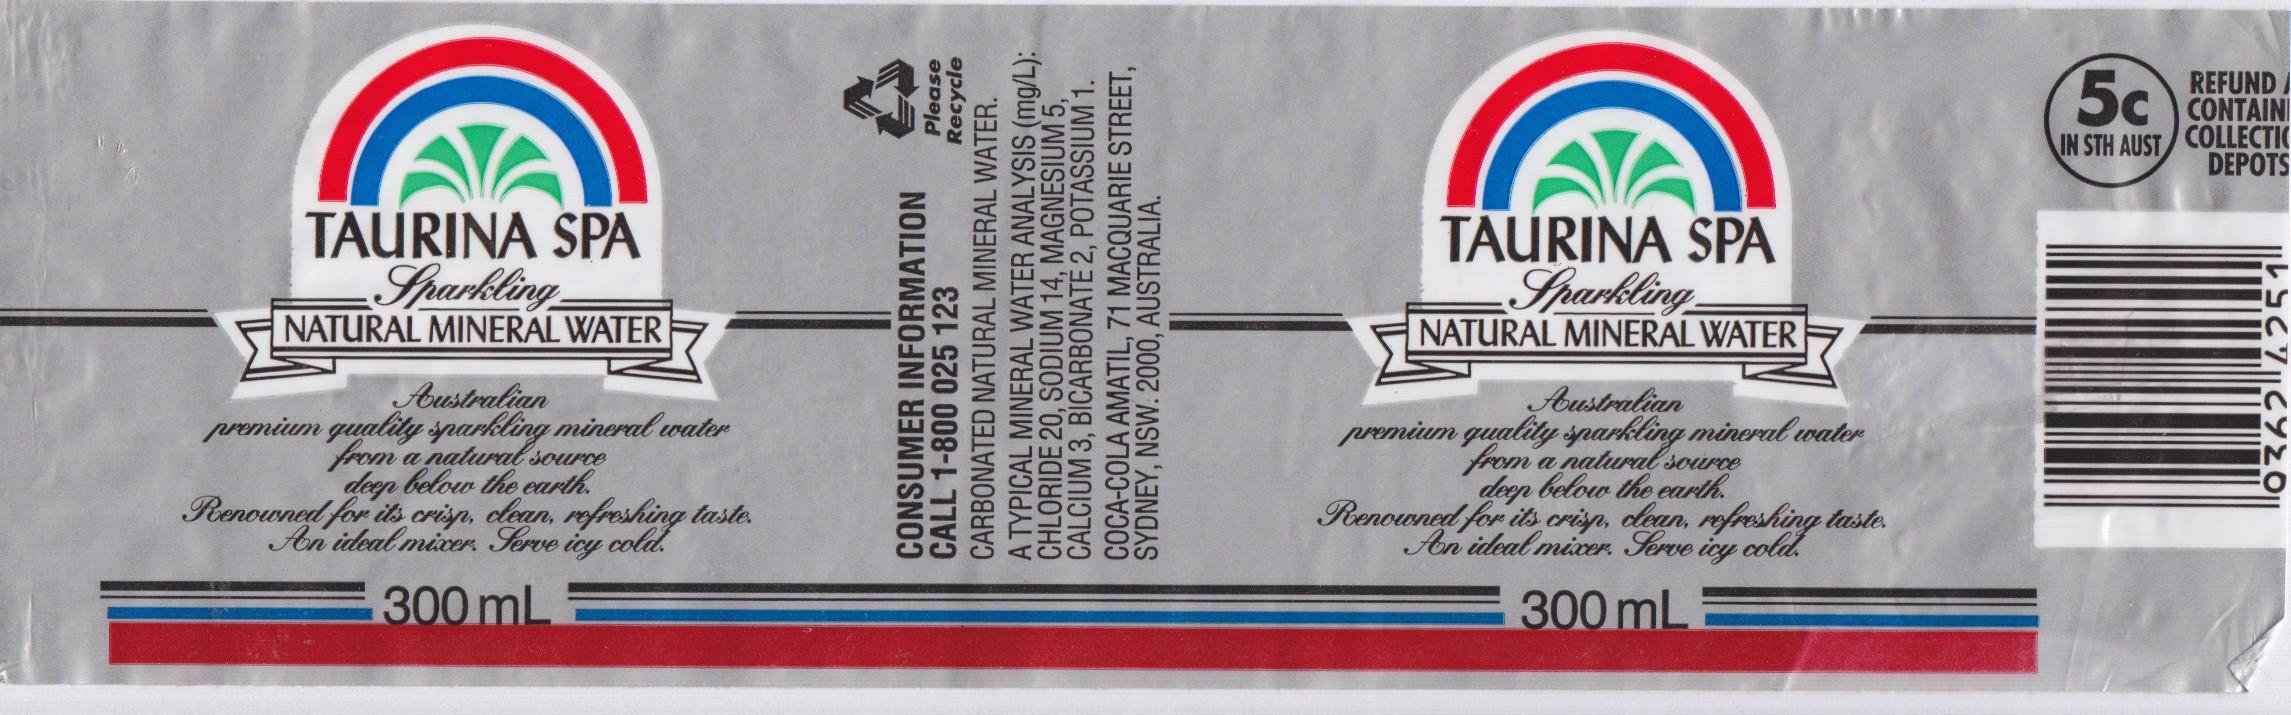 TAURINA SPA
Sparkling
NATURAL MINERAL WATER
Australian
premium quality sparkling mineral water
from a natural source
deep below the earth.
Renowned for its crisp, clean, refreshing taste.
An ideal mixer. Serve icy cold.
300 mL
Please
Recycle
CONSUMER INFORMATION
CALL 1-800 025 123
CARBONATED NATURAL MINERAL WATER.
A TYPICAL MINERAL WATER ANALYSIS (mg/L):
CHLORIDE 20, SODIUM 14, MAGNESIUM 5,
CALCIUM 3, BICARBONATE 2, POTASSIUM 1.
COCA-COLA AMATIL, 71 MACQUARIE STREET,
SYDNEY, NSW. 2000, AUSTRALIA.
TAURINA SPA
Sparkling
NATURAL MINERAL WATER
Australian
premium quality sparkling mineral water
from a natural source
deep below the earth.
Renowned for its crisp, clean, refreshing taste.
An ideal mixer. Serve icy cold.
300 mL
5c
IN STH AUST
REFUND
CONTAIN
COLLECTI
DEPOTS
036214251